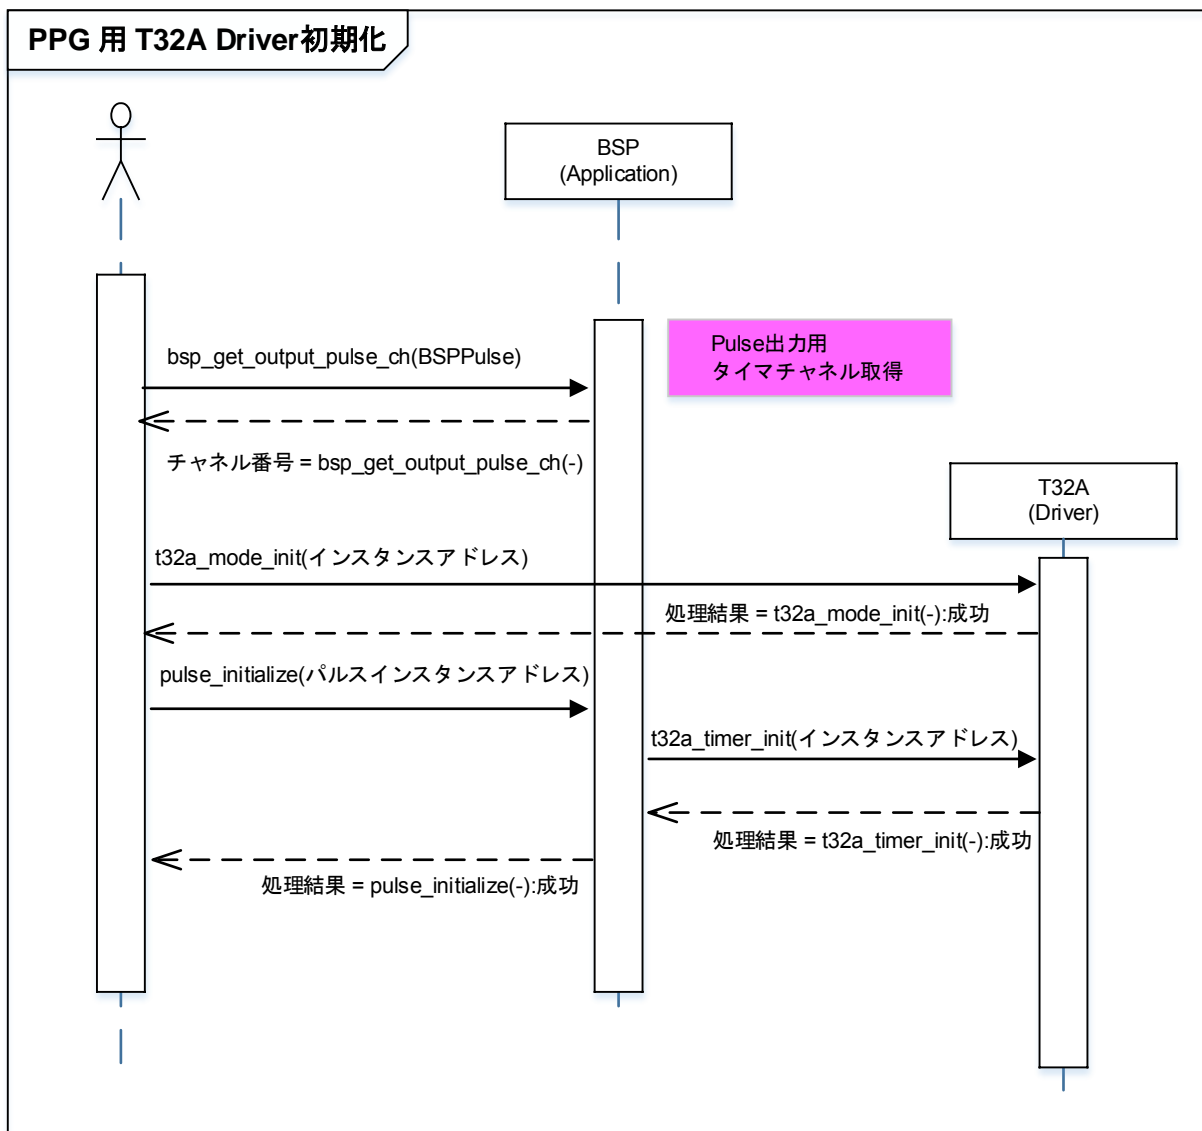 PPG 用 T32A Driver初期化
BSP
(Application)
bsp_get_output_pulse_ch(BSPPulse)
Pulse出力用
タイマチャネル取得
チャネル番号 = bsp_get_output_pulse_ch(-)
T32A
(Driver)
t32a_mode_init(インスタンスアドレス)
処理結果 = t32a_mode_init(-):成功
pulse_initialize(パルスインスタンスアドレス)
t32a_timer_init(インスタンスアドレス)
処理結果 = t32a_timer_init(-):成功
処理結果 = pulse_initialize(-):成功